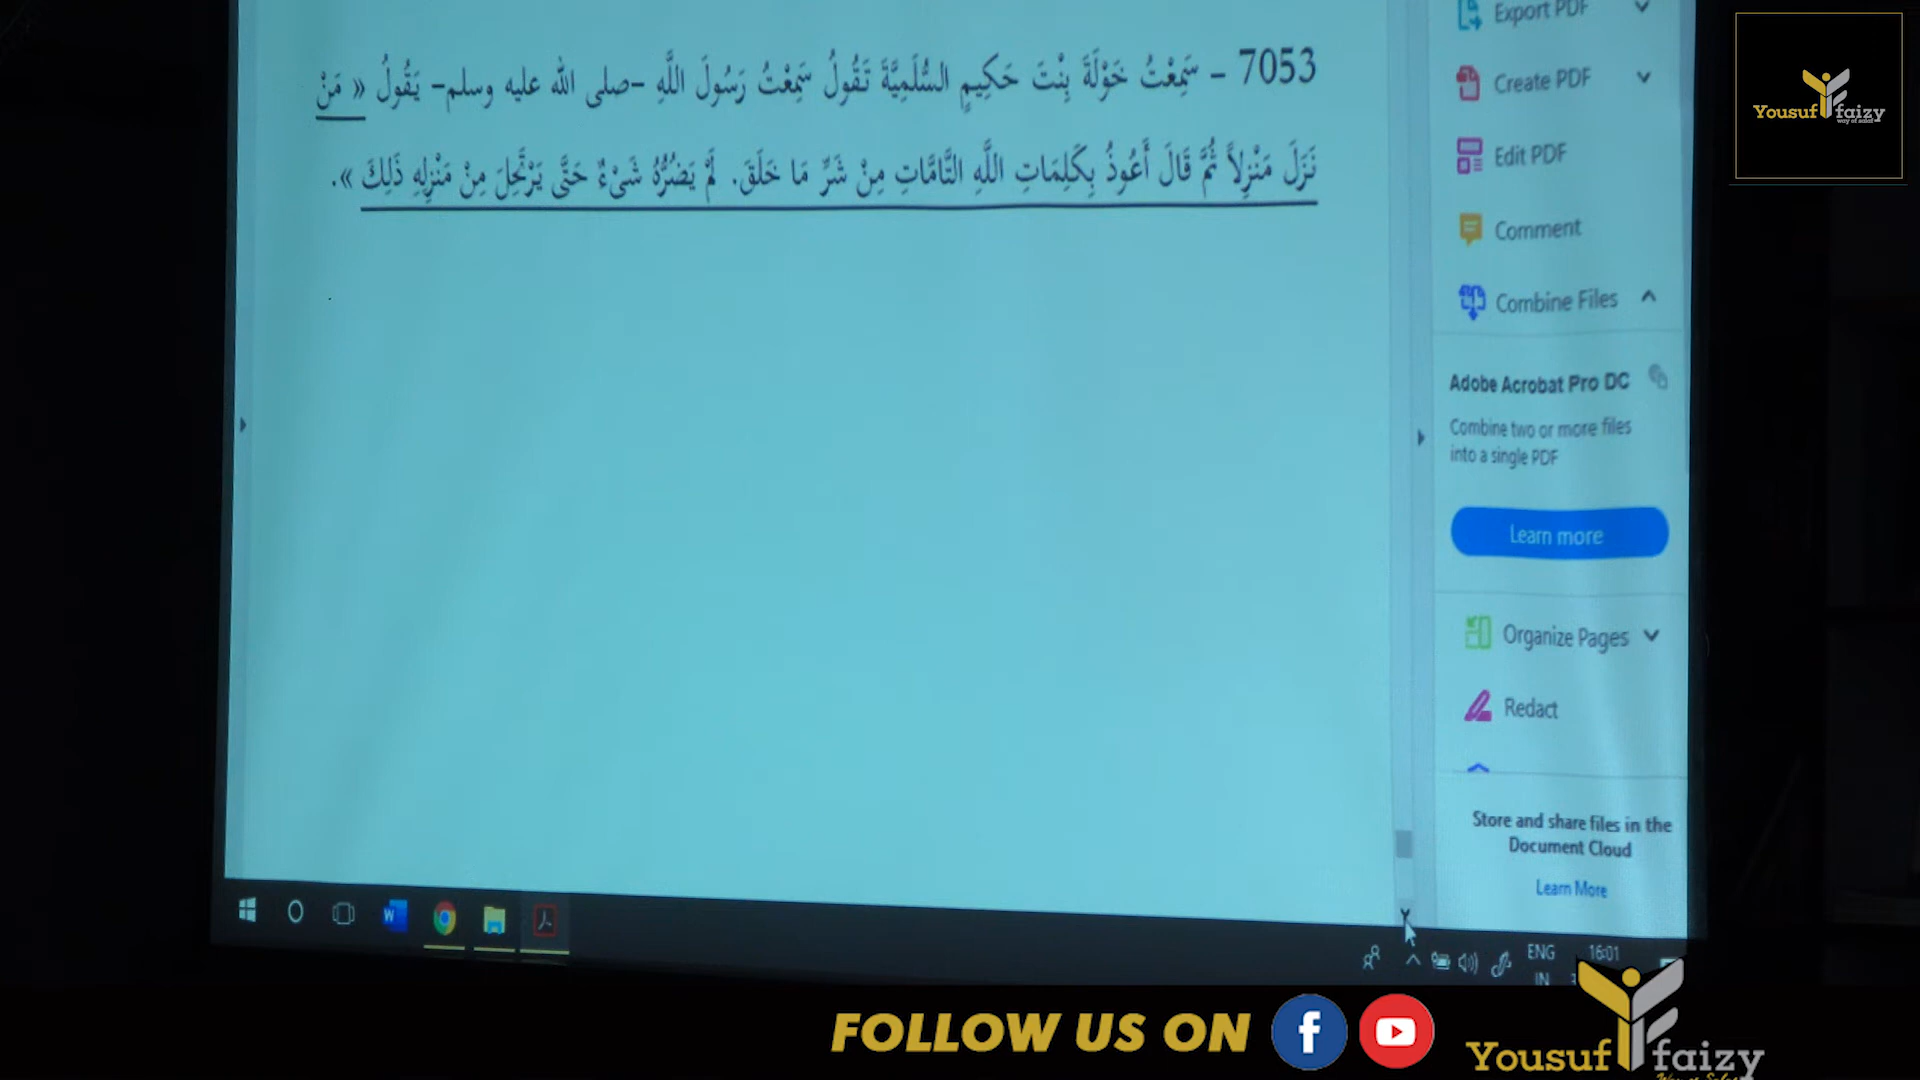 7053 – سَمِعْتُ خَوْلَةَ بِنْتَ حَكِيمٍ السُّلَمِيَّةَ تَقُولُ سَمِعْتُ رَسُولَ اللَّهِ –صلى الله عليه وسلم– يَقُولُ « مَنْ
نَزَلَ مَنْزِلاً ثُمَّ قَالَ أَعُوذُ بِكَلِمَاتِ اللَّهِ التَّامَّاتِ مِنْ شَرِّ مَا خَلَقَ. لَمْ يَضُرُّهُ شَىْءٌ حَتَّى يَرْتَحِلَ مِنْ مَنْزِلِهِ ذَلِكَ ».
Export PDF
Create PDF
Edit PDF
Comment
Combine Files
Adobe Acrobat Pro DC
Combine two or more files
into a single PDF
Learn more
Organize Pages
Redact
Store and share files in the
Document Cloud
Learn More
ENG
16:01
IN
Yousuf faizy
FOLLOW US ON
Yousuf faizy